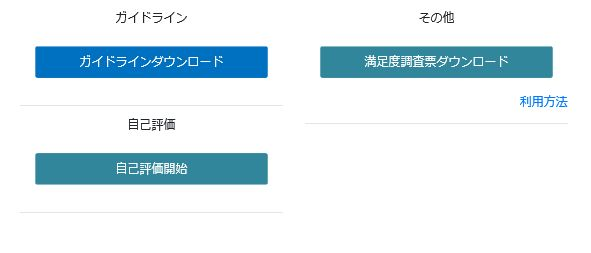 ガイドライン
ガイドラインダウンロード
自己評価
自己評価開始
その他
満足度調査票ダウンロード
利用方法